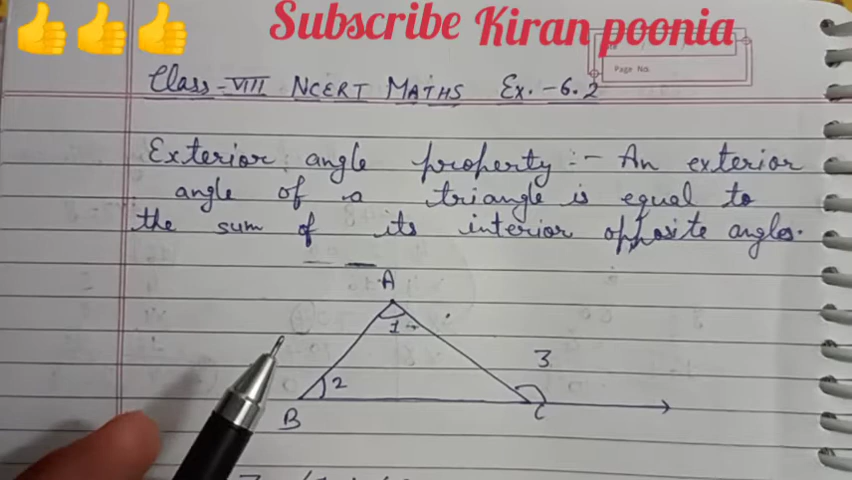 Subscribe Kiran poonia
Page No.
Class-VIII NCERT MATHS Ex.-6.2
Exterior angle property :- An exterior
angle of a triangle is equal to
the sum of its interior opposite angles.
A
1
3
2
B
C